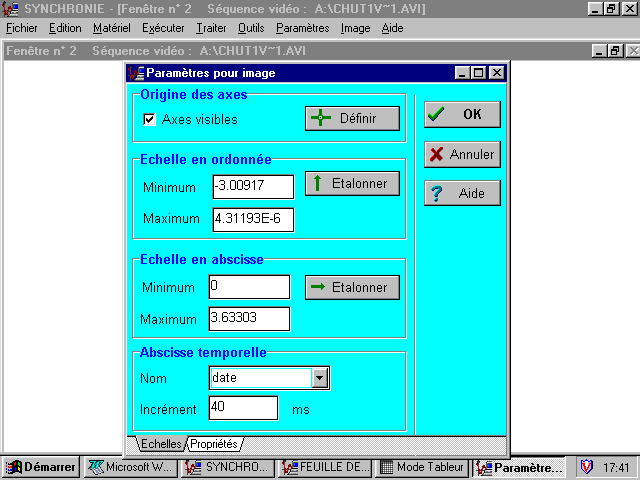 SYNCHRONIE - [Fenêtre n° 2 Séquence vidéo : A:\CHUT1V~1.AVI]
Fichier Edition Matériel Exécuter Traiter Outils Paramètres Image Aide
Fenêtre n° 2 Séquence vidéo : A:\CHUT1V~1.AVI
Paramètres pour image
Origine des axes
Axes visibles
Définir
OK
Annuler
Aide
Echelle en ordonnée
Minimum -3.00917
Etalonner
Maximum 4.31193E-6
Echelle en abscisse
Minimum 0
Etalonner
Maximum 3.63303
Abscisse temporelle
Nom date
Incrément 40 ms
Echelles Propriétés
Démarrer Microsoft W... SYNCHRO... FEUILLE DE... Mode Tableur Paramètre... 17:41